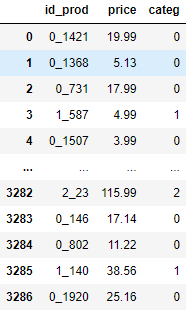 id_prod price categ
0 0_1421 19.99 0
1 0_1368 5.13 0
2 0_731 17.99 0
3 1_587 4.99 1
4 0_1507 3.99 0
... ... ... ...
3282 2_23 115.99 2
3283 0_146 17.14 0
3284 0_802 11.22 0
3285 1_140 38.56 1
3286 0_1920 25.16 0